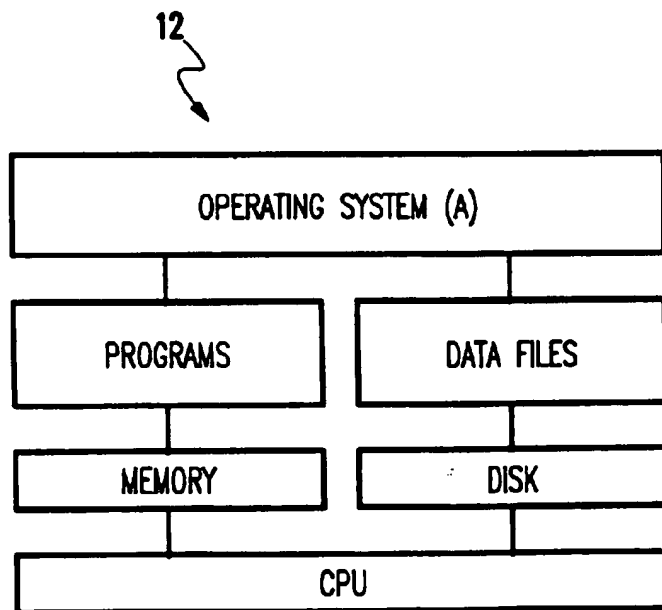 12
OPERATING SYSTEM (A)
PROGRAMS
DATA FILES
MEMORY
DISK
CPU